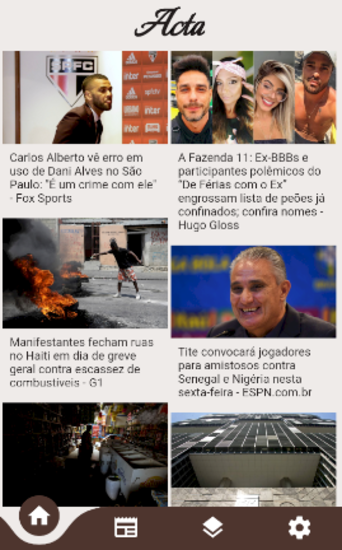 Acta
Carlos Alberto vê erro em
uso de Dani Alves no São
Paulo: "É um crime com ele"
- Fox Sports
A Fazenda 11: Ex-BBBs e
participantes polêmicos do
"De Férias com o Ex"
engrossam lista de peões já
confinados; confira nomes -
Hugo Gloss
Manifestantes fecham ruas
no Haiti em dia de greve
geral contra escassez de
combustíveis - G1
Tite convocará jogadores
para amistosos contra
Senegal e Nigéria nesta
sexta-feira - ESPN.com.br